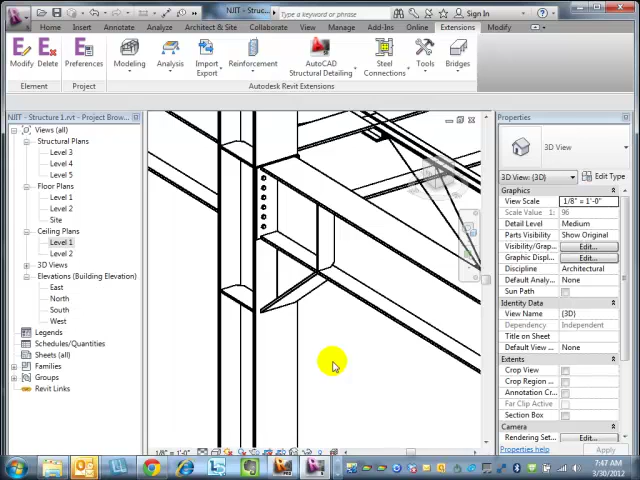 NJIT - Struc...
Type a keyword or phrase
Sign In
Home Insert Annotate Analyze Architect & Site Collaborate View Manage Add-Ins Online Extensions Modify
Modify Delete Preferences Modeling Analysis Import Export Reinforcement AutoCAD Structural Detailing Steel Connections Tools Bridges
Element Project Autodesk Revit Extensions
NJIT - Structure 1.rvt - Project Brow...
Views (all)
Structural Plans
Level 3
Level 4
Level 5
Floor Plans
Level 1
Level 2
Site
Ceiling Plans
Level 1
Level 2
3D Views
Elevations (Building Elevation)
East
North
South
West
Legends
Schedules/Quantities
Sheets (all)
Families
Groups
Revit Links
1/8" = 1'-0"
Properties
3D View
3D View: {3D} Edit Type
Graphics
View Scale 1/8" = 1'-0"
Scale Value 1: 96
Detail Level Medium
Parts Visibility Show Original
Visibility/Grap... Edit...
Graphic Displ... Edit...
Discipline Architectural
Default Analy... None
Sun Path
Identity Data
View Name {3D}
Dependency Independent
Title on Sheet
Default View ... None
Extents
Crop View
Crop Region ...
Annotation Cr...
Far Clip Active
Section Box
Camera
Rendering Set... Edit...
Properties help Apply
7:47 AM
3/30/2012